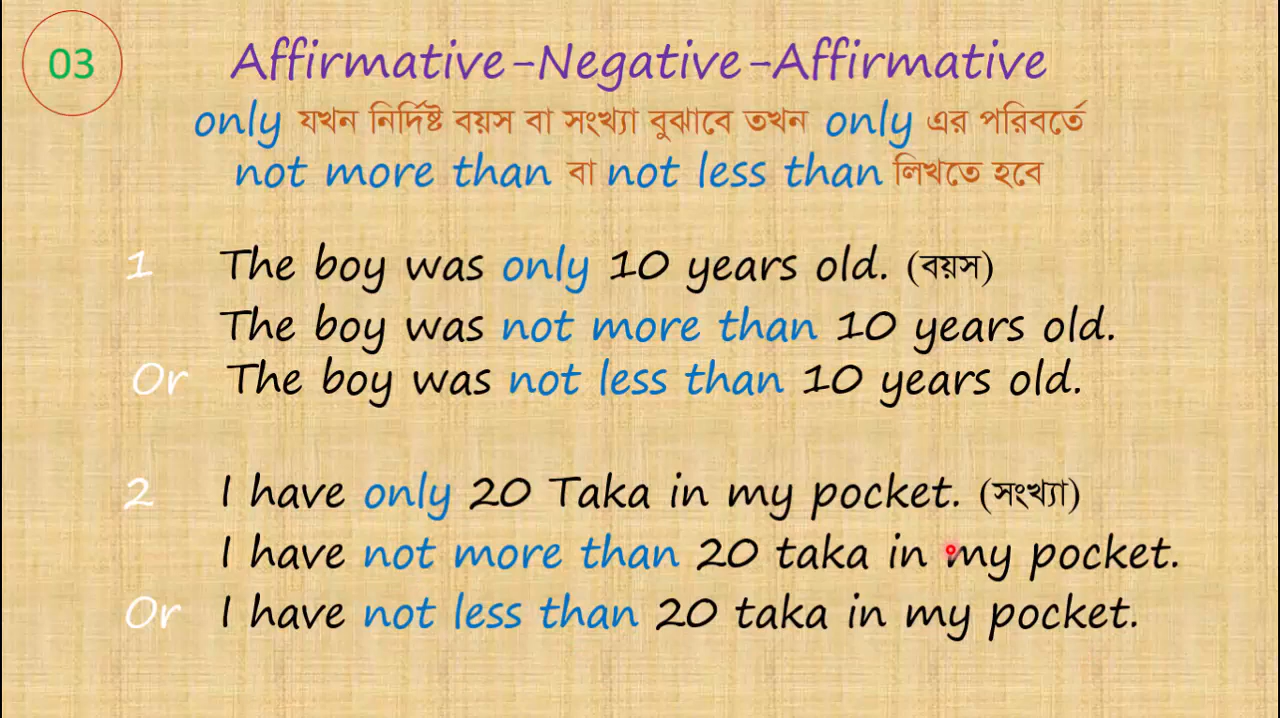 03
Affirmative-Negative-Affirmative
only যখন নির্দিষ্ট বয়স বা সংখ্যা বুঝাবে তখন only এর পরিবর্তে
not more than বা not less than লিখতে হবে
1 The boy was only 10 years old. (বয়স)
The boy was not more than 10 years old.
Or The boy was not less than 10 years old.
2 I have only 20 Taka in my pocket. (সংখ্যা)
I have not more than 20 taka in my pocket.
Or I have not less than 20 taka in my pocket.